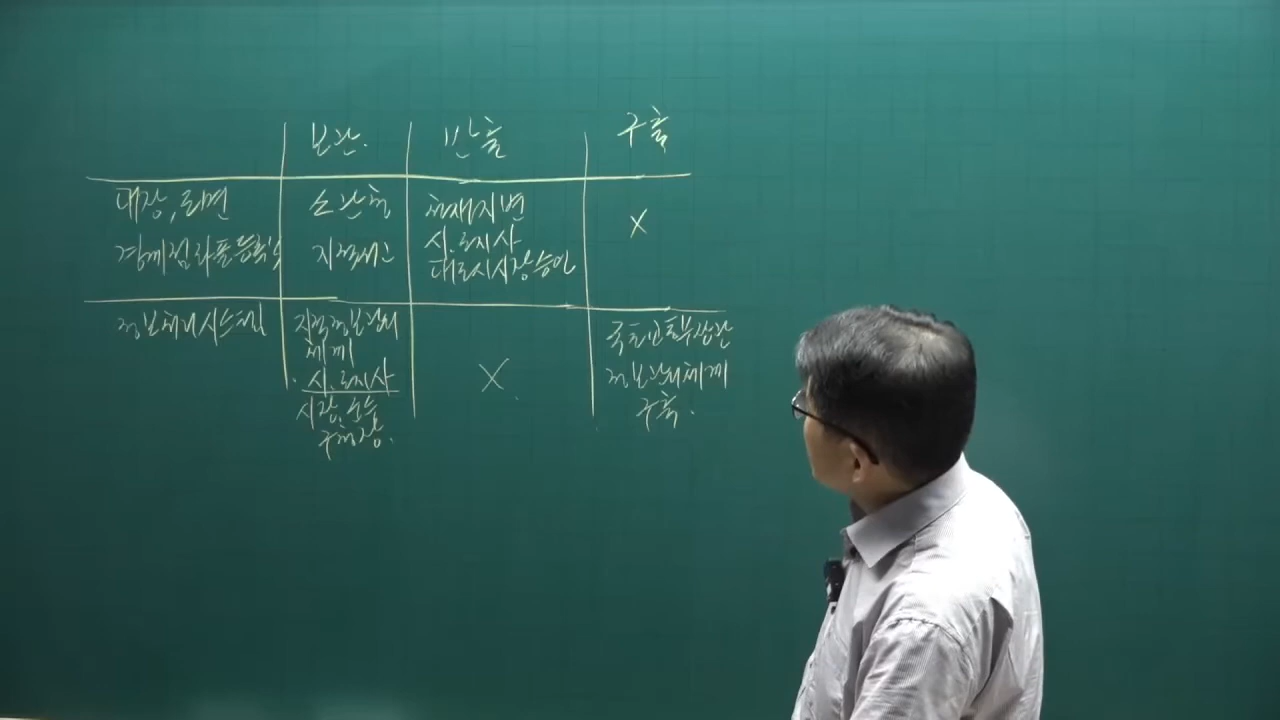 보관. 반출 구축
대장, 도면 소관청 천재지변 X
시.도지사
경계점좌표등록부 지적서고 대도시시장승인
정보처리시스템 지적정보관리 국토교통부장관
체계 X 정보관리체계
시.도지사 구축.
시장.군수
구청장.